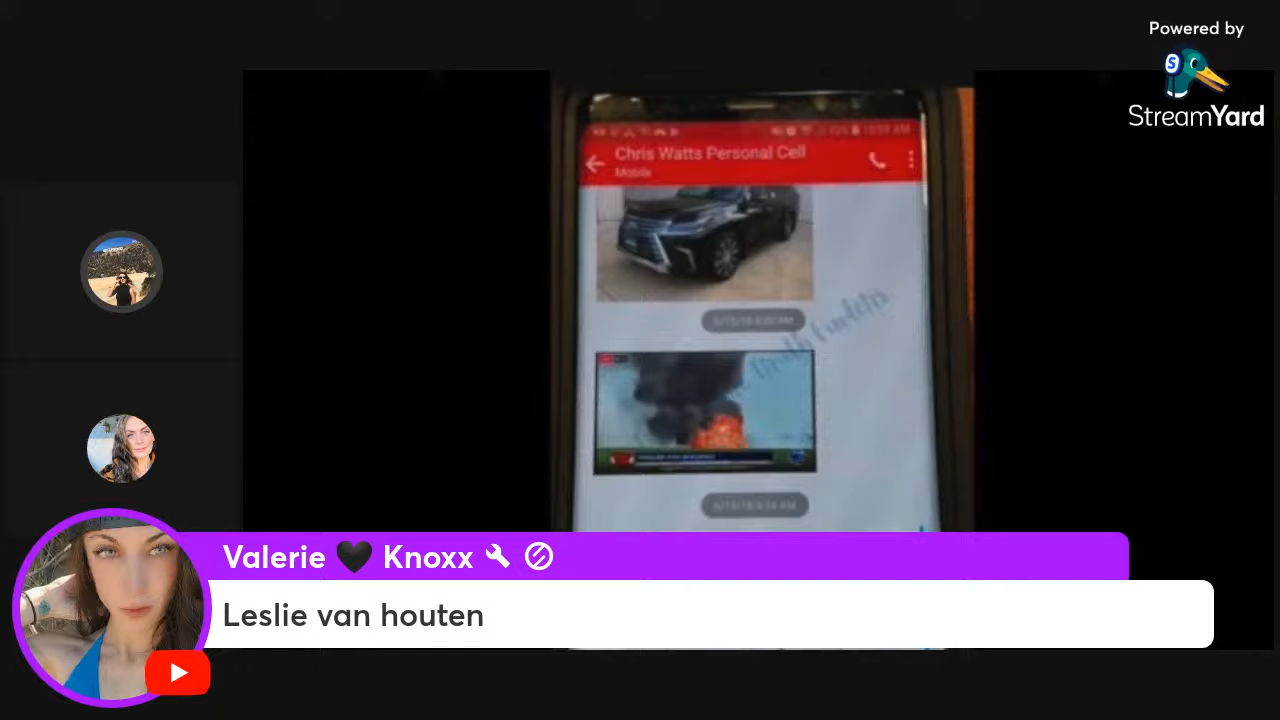 Powered by
StreamYard
Chris Watts Personal Cell
Mobile
Valerie 🖤 Knoxx
Leslie van houten